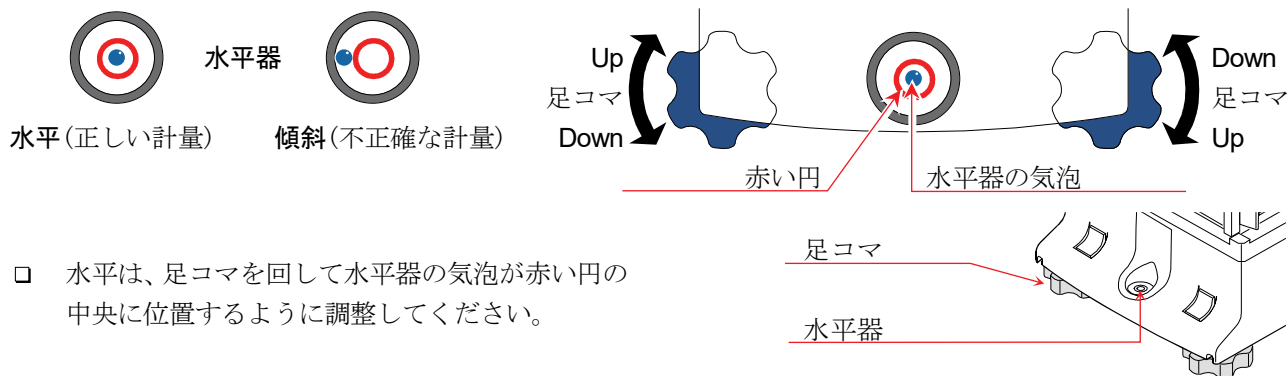 水平器
水平(正しい計量)
傾斜(不正確な計量)
Up
足コマ
Down
Down
足コマ
Up
赤い円
水平器の気泡
□ 水平は、足コマを回して水平器の気泡が赤い円の
中央に位置するように調整してください。
足コマ
水平器